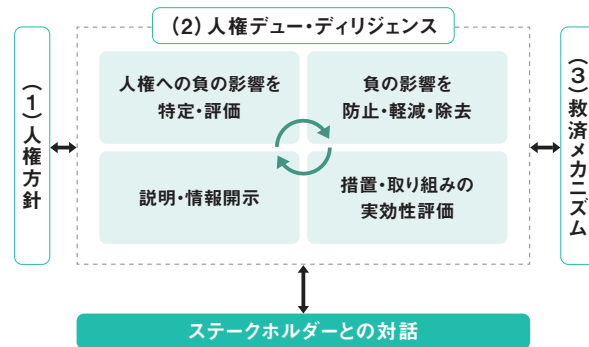 (1)人権方針
(2)人権デュー・ディリジェンス
人権への負の影響を
特定・評価
負の影響を
防止・軽減・除去
説明・情報開示
措置・取り組みの
実効性評価
(3)救済メカニズム
ステークホルダーとの対話